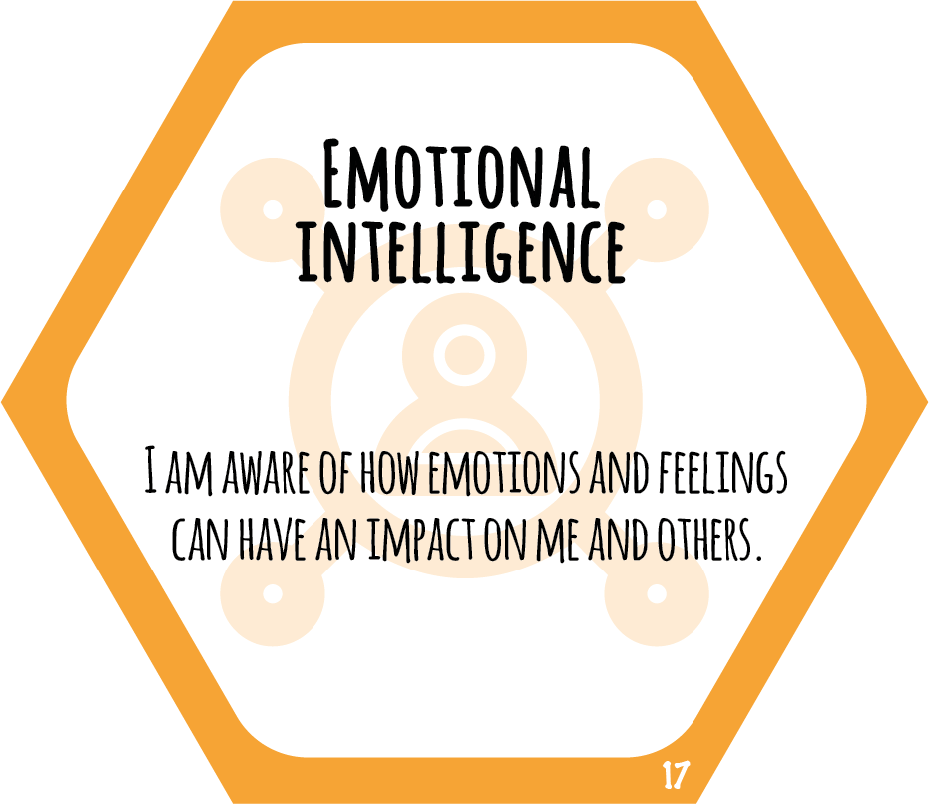 Emotional
intelligence
I am aware of how emotions and feelings
can have an impact on me and others.
17